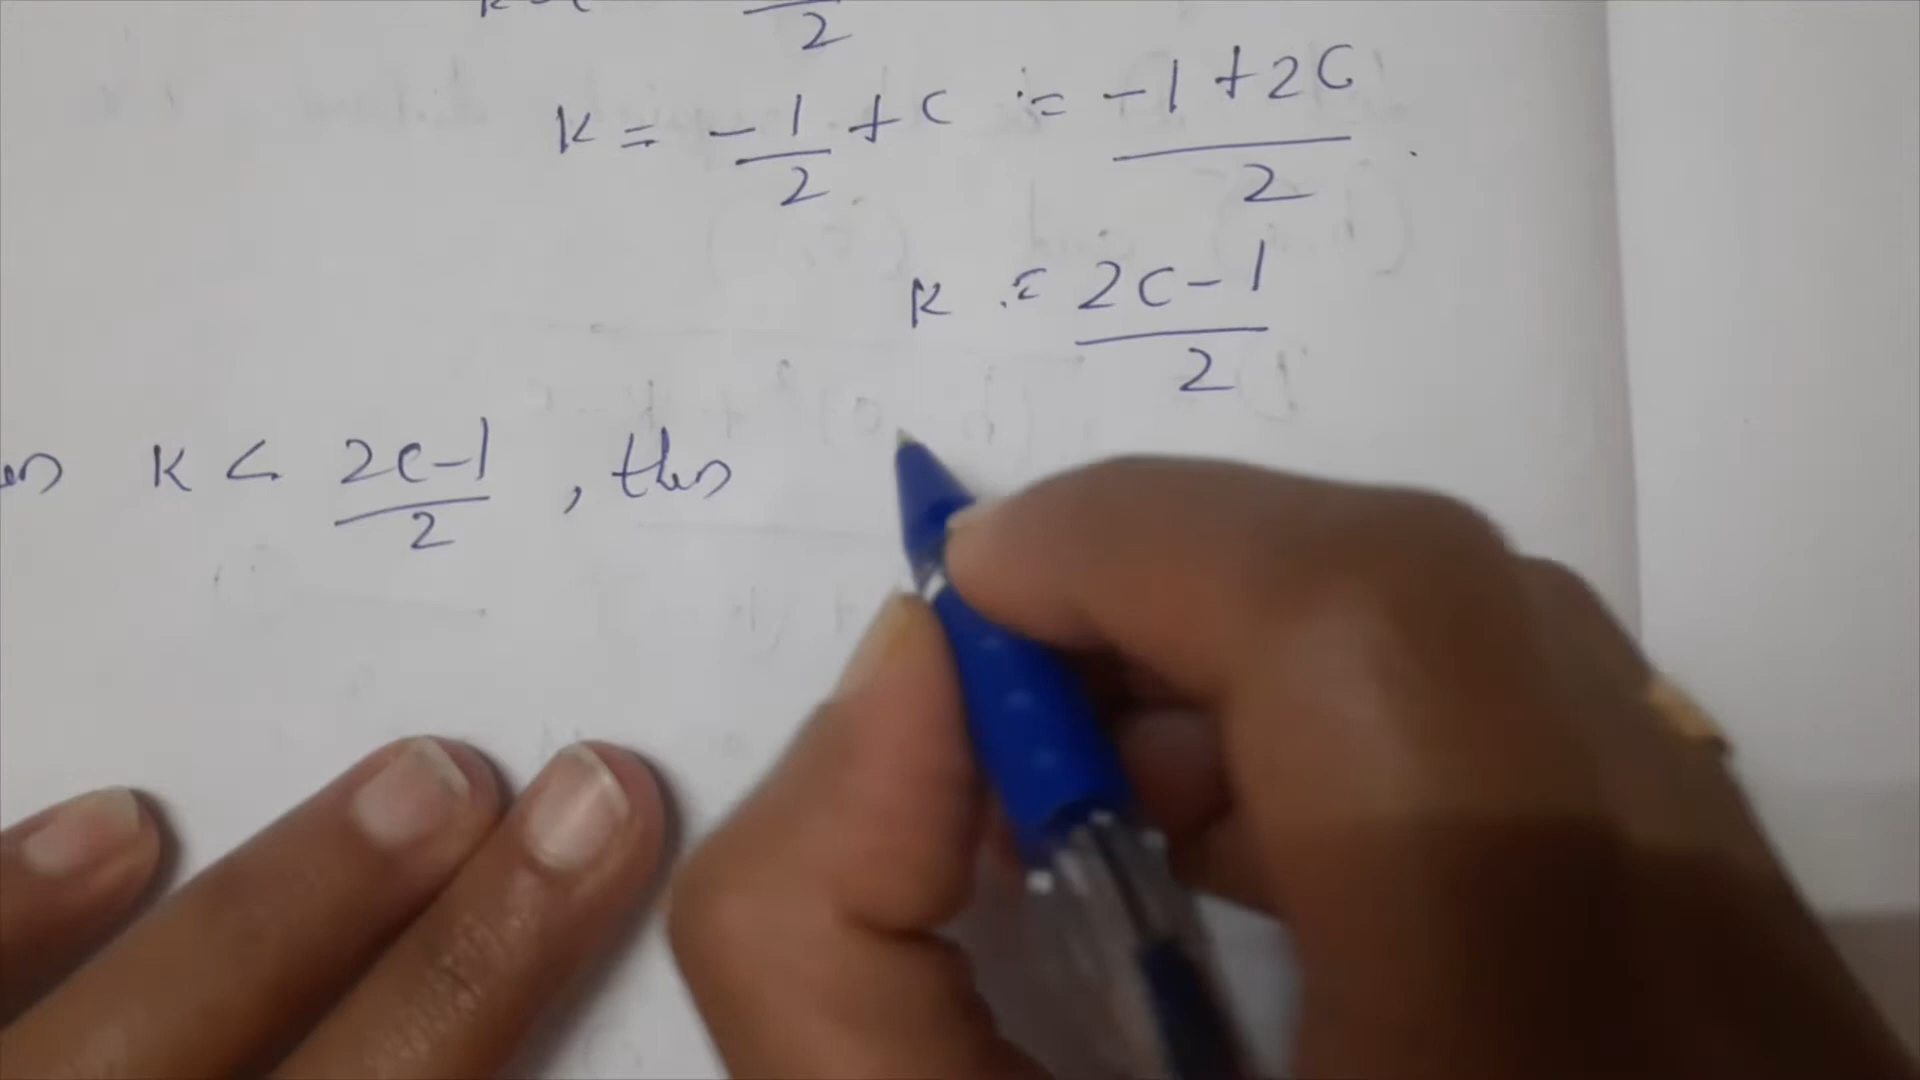 2
K = -1/2 + C = -1+2C/2
K = 2C-1/2
K < 2C-1/2, then